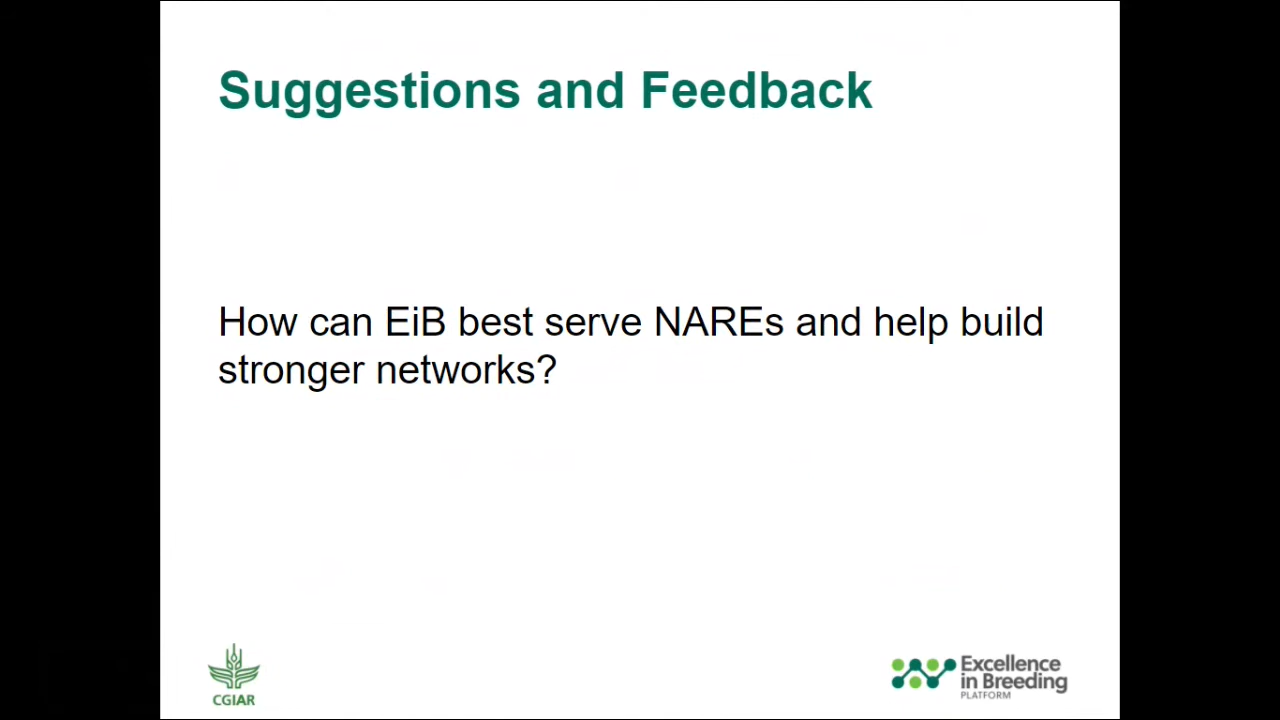 Suggestions and Feedback
How can EiB best serve NAREs and help build
stronger networks?
CGIAR
Excellence
in Breeding
PLATFORM